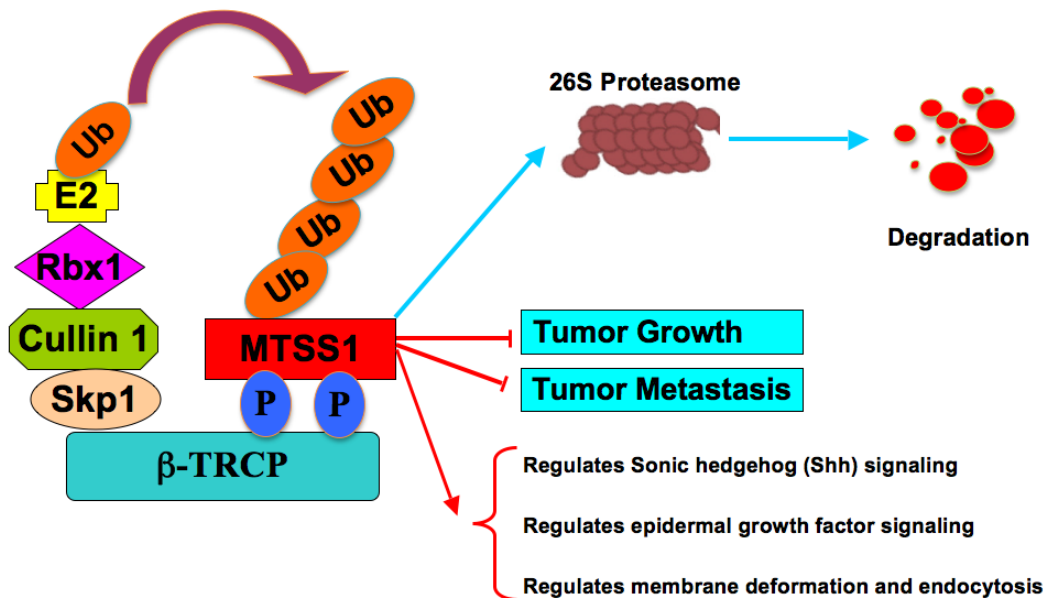 26S Proteasome
Ub
Ub
Ub
Ub
Ub
E2
Rbx1
Cullin 1
Skp1
β-TRCP
MTSS1
P P
Degradation
Tumor Growth
Tumor Metastasis
Regulates Sonic hedgehog (Shh) signaling
Regulates epidermal growth factor signaling
Regulates membrane deformation and endocytosis